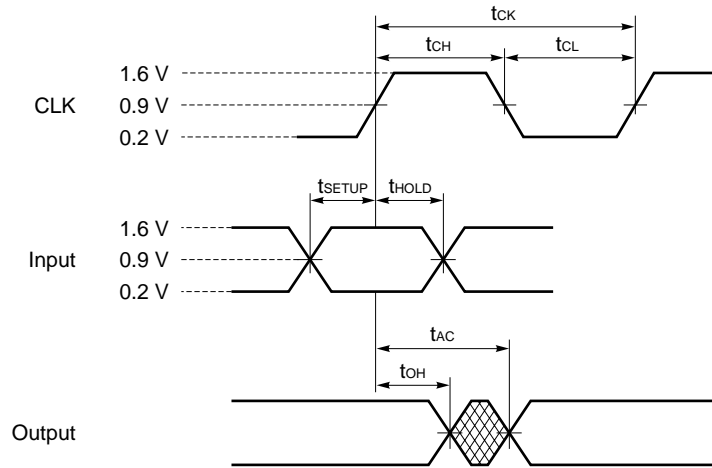 tCK
tCH
tCL
1.6 V
CLK
0.9 V
0.2 V
tSETUP
tHOLD
1.6 V
Input
0.9 V
0.2 V
tAC
tOH
Output